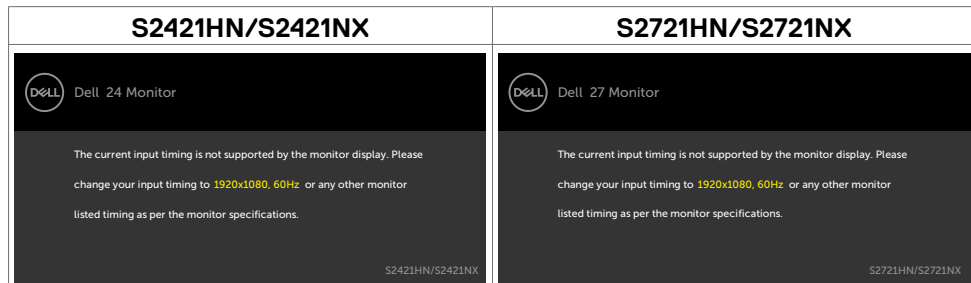 S2421HN/S2421NX
S2721HN/S2721NX
DELL Dell 24 Monitor
The current input timing is not supported by the monitor display. Please
change your input timing to 1920x1080, 60Hz or any other monitor
listed timing as per the monitor specifications.
S2421HN/S2421NX
DELL Dell 27 Monitor
The current input timing is not supported by the monitor display. Please
change your input timing to 1920x1080, 60Hz or any other monitor
listed timing as per the monitor specifications.
S2721HN/S2721NX